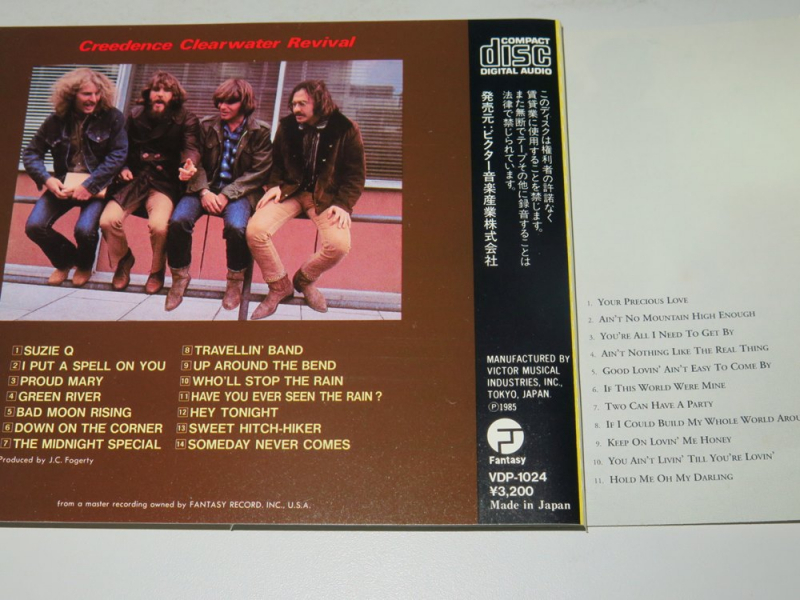 Creedence Clearwater Revival
1 SUZIE Q
2 I PUT A SPELL ON YOU
3 PROUD MARY
4 GREEN RIVER
5 BAD MOON RISING
6 DOWN ON THE CORNER
7 THE MIDNIGHT SPECIAL
8 TRAVELLIN' BAND
9 UP AROUND THE BEND
10 WHO'LL STOP THE RAIN
11 HAVE YOU EVER SEEN THE RAIN?
12 HEY TONIGHT
13 SWEET HITCH-HIKER
14 SOMEDAY NEVER COMES
Produced by J.C. Fogerty
from a master recording owned by FANTASY RECORD, INC., U.S.A.
COMPACT
disc
DIGITAL AUDIO
このディスクは権利者の許諾なく
賃貸業に使用することを禁じます。
また無断でテープその他に録音することは
法律で禁じられています。
発売元:ビクター音楽産業株式会社
MANUFACTURED BY
VICTOR MUSICAL
INDUSTRIES, INC.,
TOKYO, JAPAN.
Ⓟ1985
Fantasy
VDP-1024
¥3,200
Made in Japan
1. YOUR PRECIOUS LOVE
2. AIN'T NO MOUNTAIN HIGH ENOUGH
3. YOU'RE ALL I NEED TO GET BY
4. AIN'T NOTHING LIKE THE REAL THING
5. GOOD LOVIN' AIN'T EASY TO COME BY
6. IF THIS WORLD WERE MINE
7. TWO CAN HAVE A PARTY
8. IF I COULD BUILD MY WHOLE WORLD AROU
9. KEEP ON LOVIN' ME HONEY
10. YOU AIN'T LIVIN' TILL YOU'RE LOVIN'
11. HOLD ME OH MY DARLING